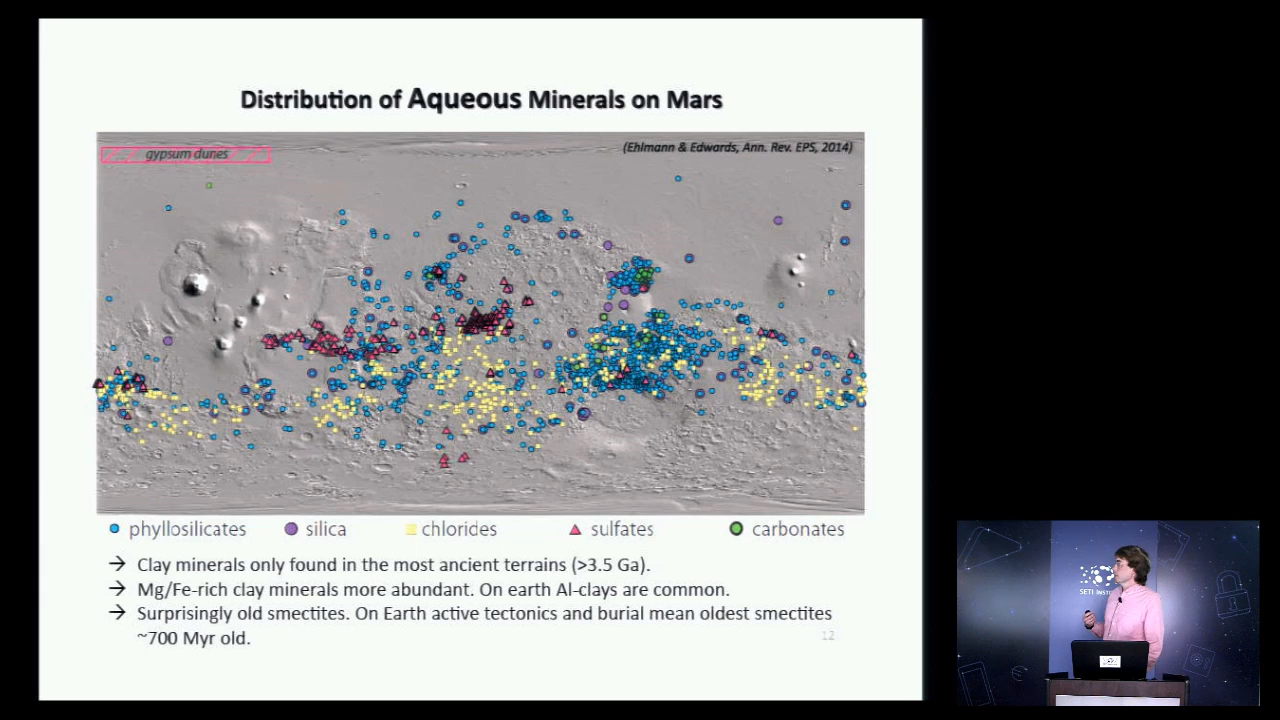 Distribution of Aqueous Minerals on Mars
gypsum dunes
(Ehlmann & Edwards, Ann. Rev. EPS, 2014)
phyllosilicates silica chlorides sulfates carbonates
→ Clay minerals only found in the most ancient terrains (>3.5 Ga).
→ Mg/Fe-rich clay minerals more abundant. On earth Al-clays are common.
→ Surprisingly old smectites. On Earth active tectonics and burial mean oldest smectites
~700 Myr old.
12
SETI